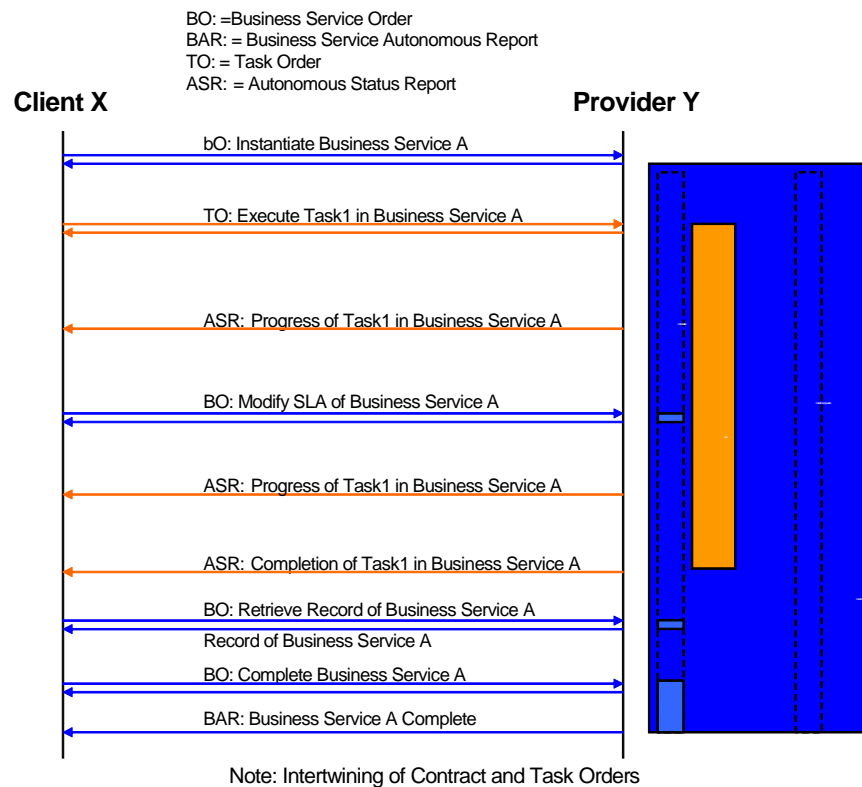 BO: =Business Service Order
BAR: = Business Service Autonomous Report
TO: = Task Order
ASR: = Autonomous Status Report
Client X
Provider Y
bO: Instantiate Business Service A
TO: Execute Task1 in Business Service A
ASR: Progress of Task1 in Business Service A
BO: Modify SLA of Business Service A
ASR: Progress of Task1 in Business Service A
ASR: Completion of Task1 in Business Service A
BO: Retrieve Record of Business Service A
Record of Business Service A
BO: Complete Business Service A
BAR: Business Service A Complete
Note: Intertwining of Contract and Task Orders